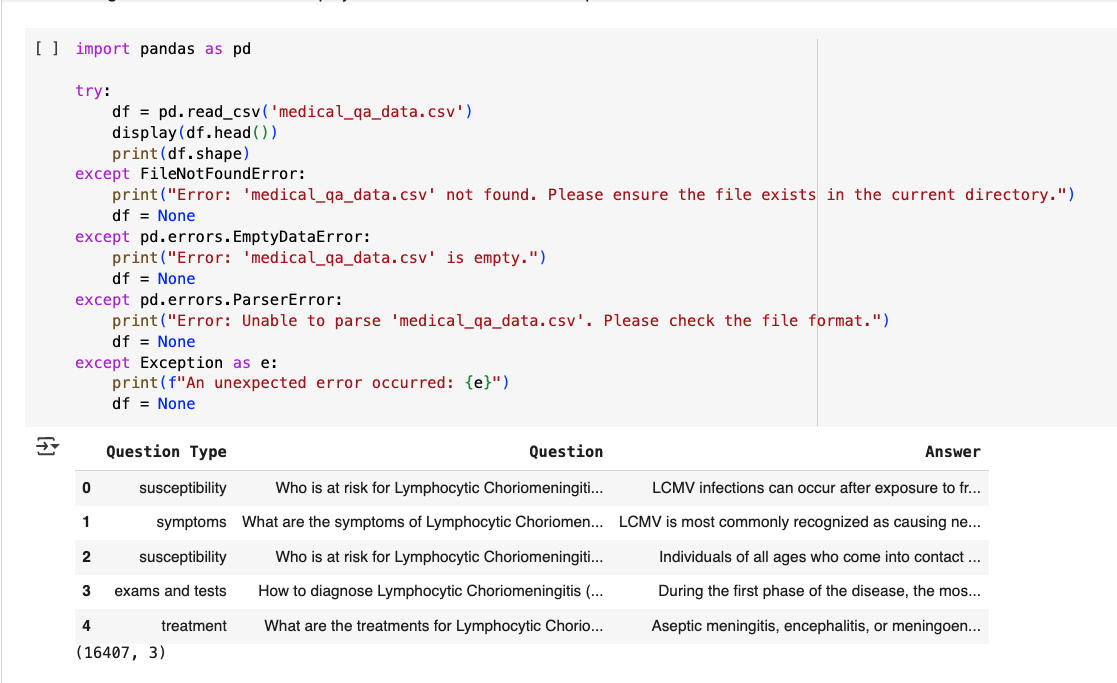 [ ] import pandas as pd
try:
    df = pd.read_csv('medical_qa_data.csv')
    display(df.head())
    print(df.shape)
except FileNotFoundError:
    print("Error: 'medical_qa_data.csv' not found. Please ensure the file exists in the current directory.")
    df = None
except pd.errors.EmptyDataError:
    print("Error: 'medical_qa_data.csv' is empty.")
    df = None
except pd.errors.ParserError:
    print("Error: Unable to parse 'medical_qa_data.csv'. Please check the file format.")
    df = None
except Exception as e:
    print(f"An unexpected error occurred: {e}")
    df = None
Question Type Question Answer
0 susceptibility Who is at risk for Lymphocytic Choriomeningiti... LCMV infections can occur after exposure to fr...
1 symptoms What are the symptoms of Lymphocytic Choriomen... LCMV is most commonly recognized as causing ne...
2 susceptibility Who is at risk for Lymphocytic Choriomeningiti... Individuals of all ages who come into contact ...
3 exams and tests How to diagnose Lymphocytic Choriomeningitis (... During the first phase of the disease, the mos...
4 treatment What are the treatments for Lymphocytic Chorio... Aseptic meningitis, encephalitis, or meningoen...
(16407, 3)